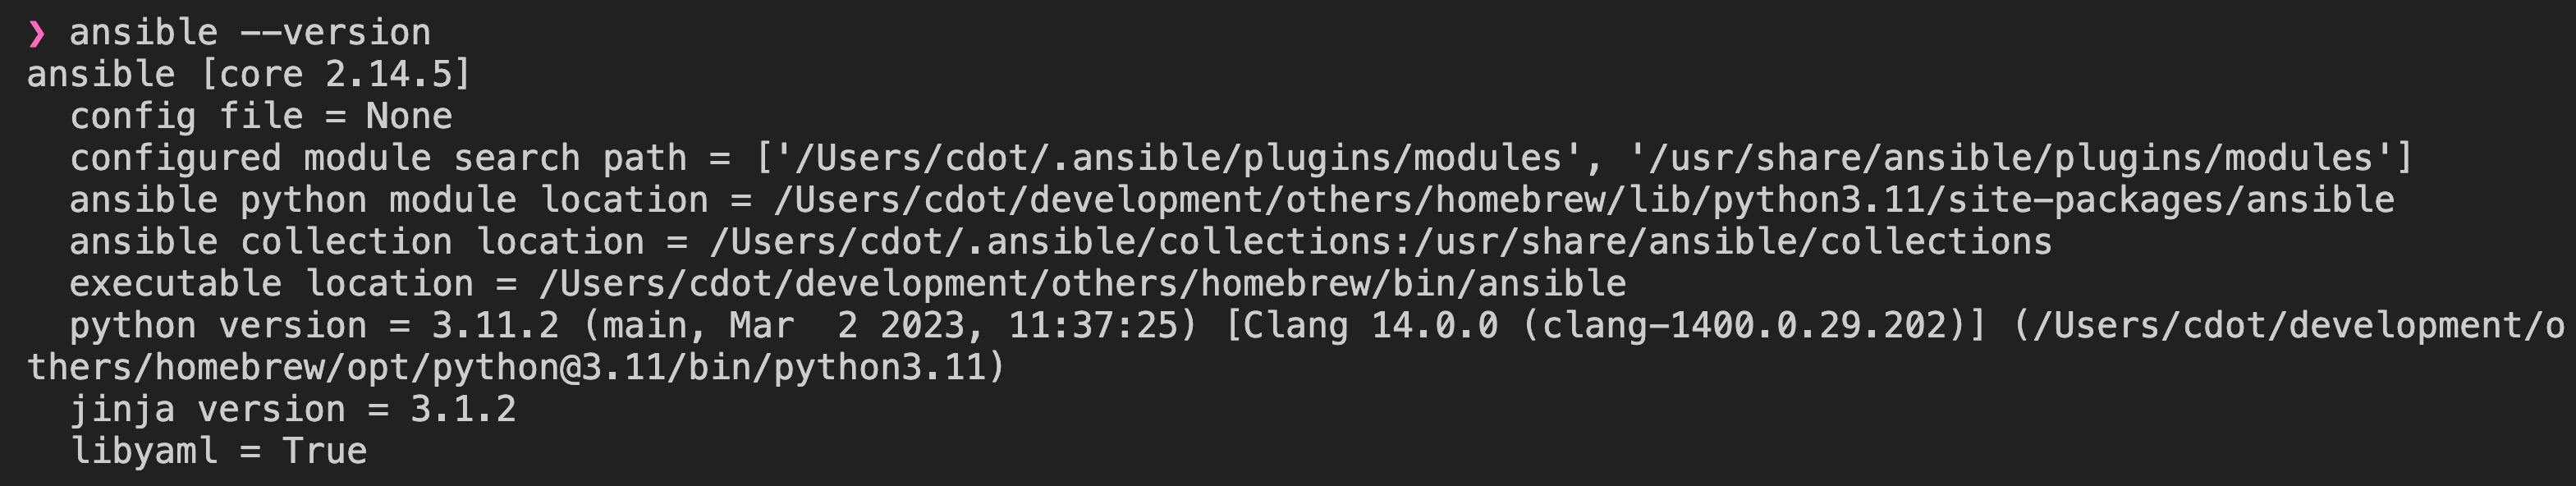 ❯ ansible --version
ansible [core 2.14.5]
  config file = None
  configured module search path = ['/Users/cdot/.ansible/plugins/modules', '/usr/share/ansible/plugins/modules']
  ansible python module location = /Users/cdot/development/others/homebrew/lib/python3.11/site-packages/ansible
  ansible collection location = /Users/cdot/.ansible/collections:/usr/share/ansible/collections
  executable location = /Users/cdot/development/others/homebrew/bin/ansible
  python version = 3.11.2 (main, Mar  2 2023, 11:37:25) [Clang 14.0.0 (clang-1400.0.29.202)] (/Users/cdot/development/o
thers/homebrew/opt/python@3.11/bin/python3.11)
  jinja version = 3.1.2
  libyaml = True